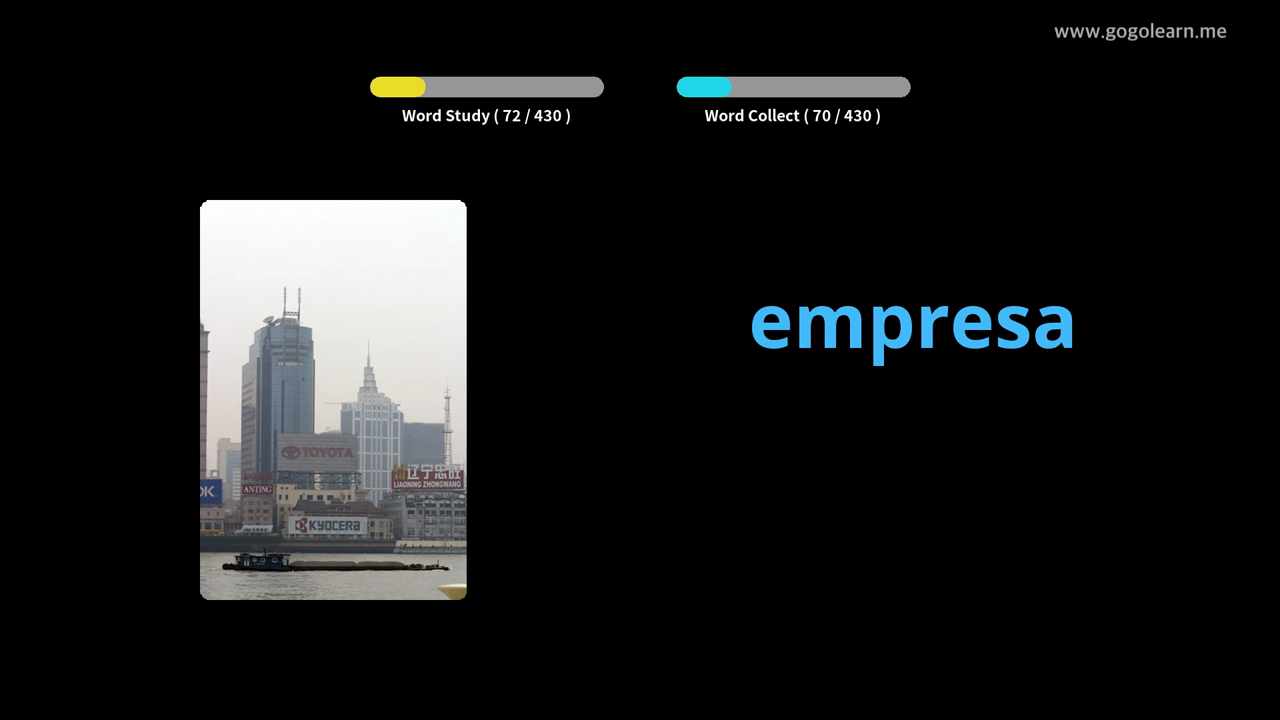 www.gogolearn.me
Word Study ( 72 / 430 )
Word Collect ( 70 / 430 )
empresa
TOYOTA
辽宁忠旺
LIAONING ZHONGWANG
OK
ANTING
KYOCERA